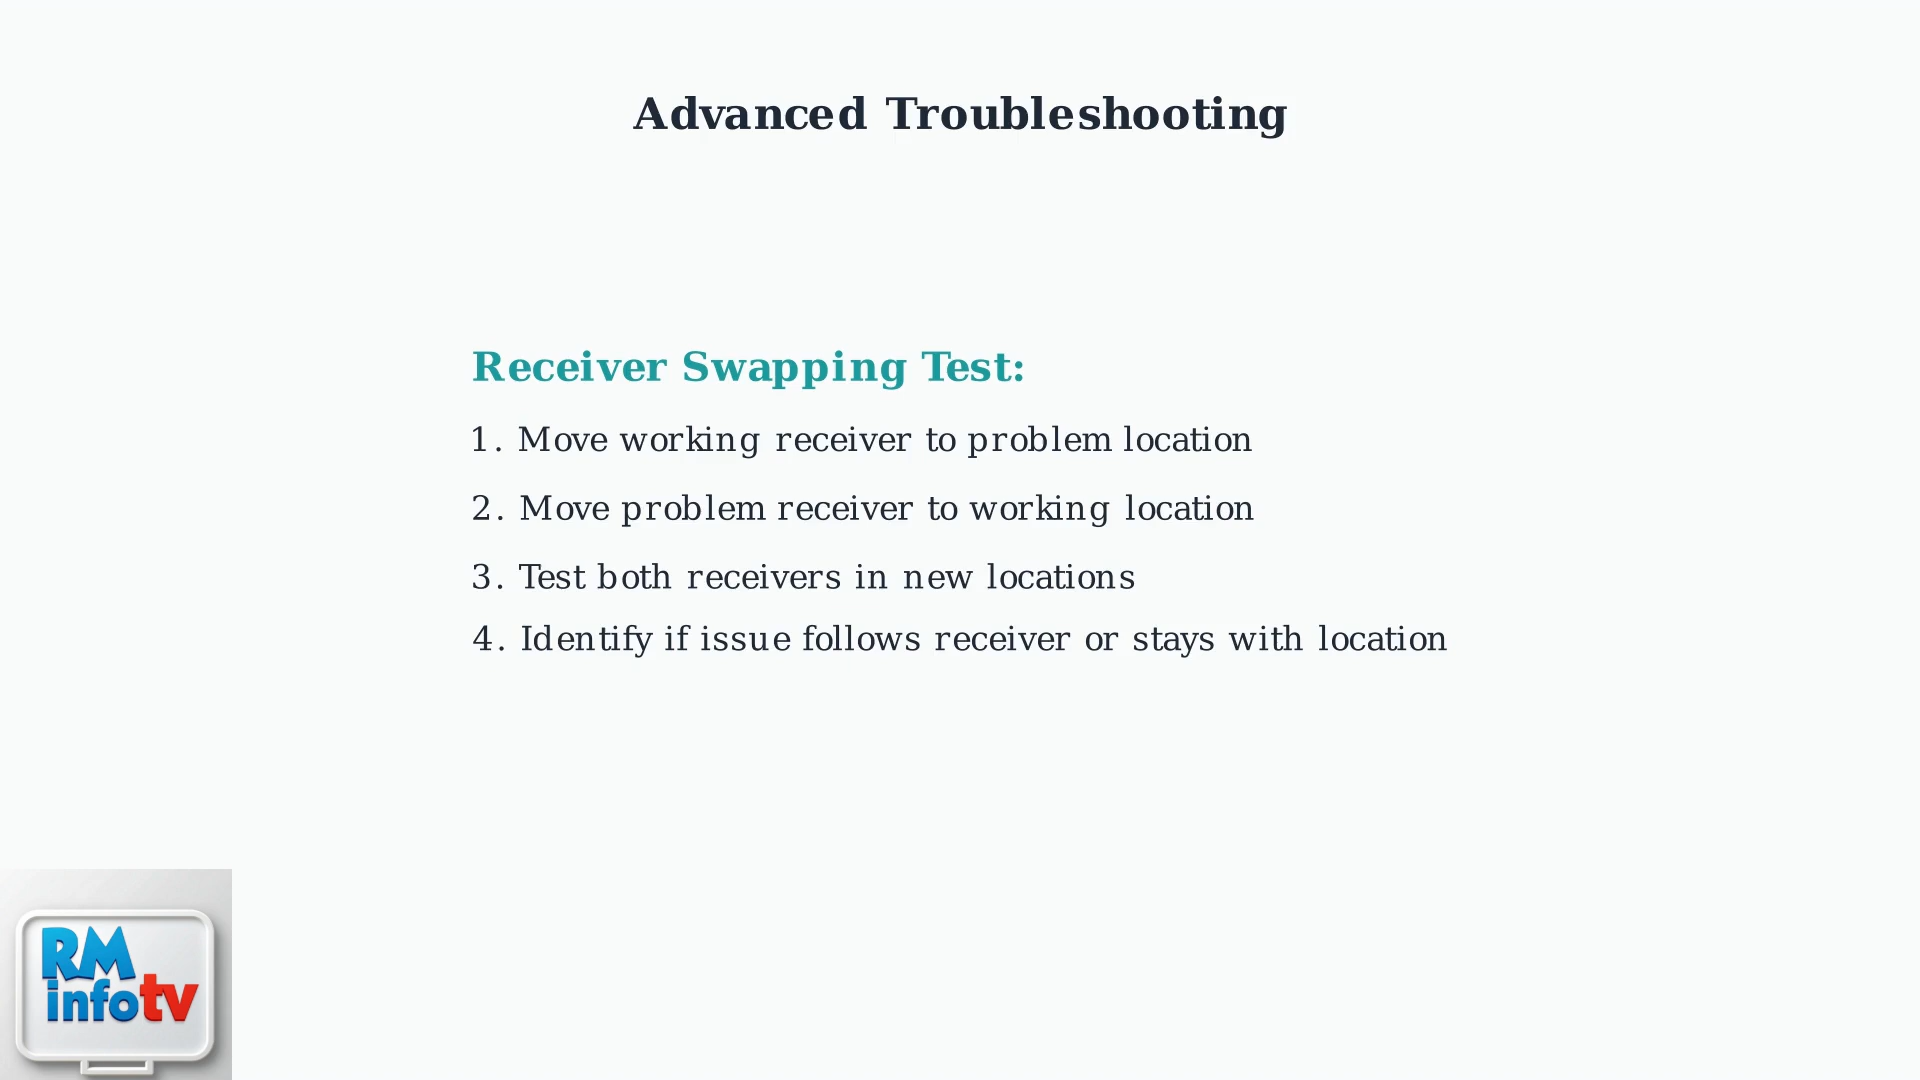 Advanced Troubleshooting
Receiver Swapping Test:
1. Move working receiver to problem location
2. Move problem receiver to working location
3. Test both receivers in new locations
4. Identify if issue follows receiver or stays with location
RM
infotv